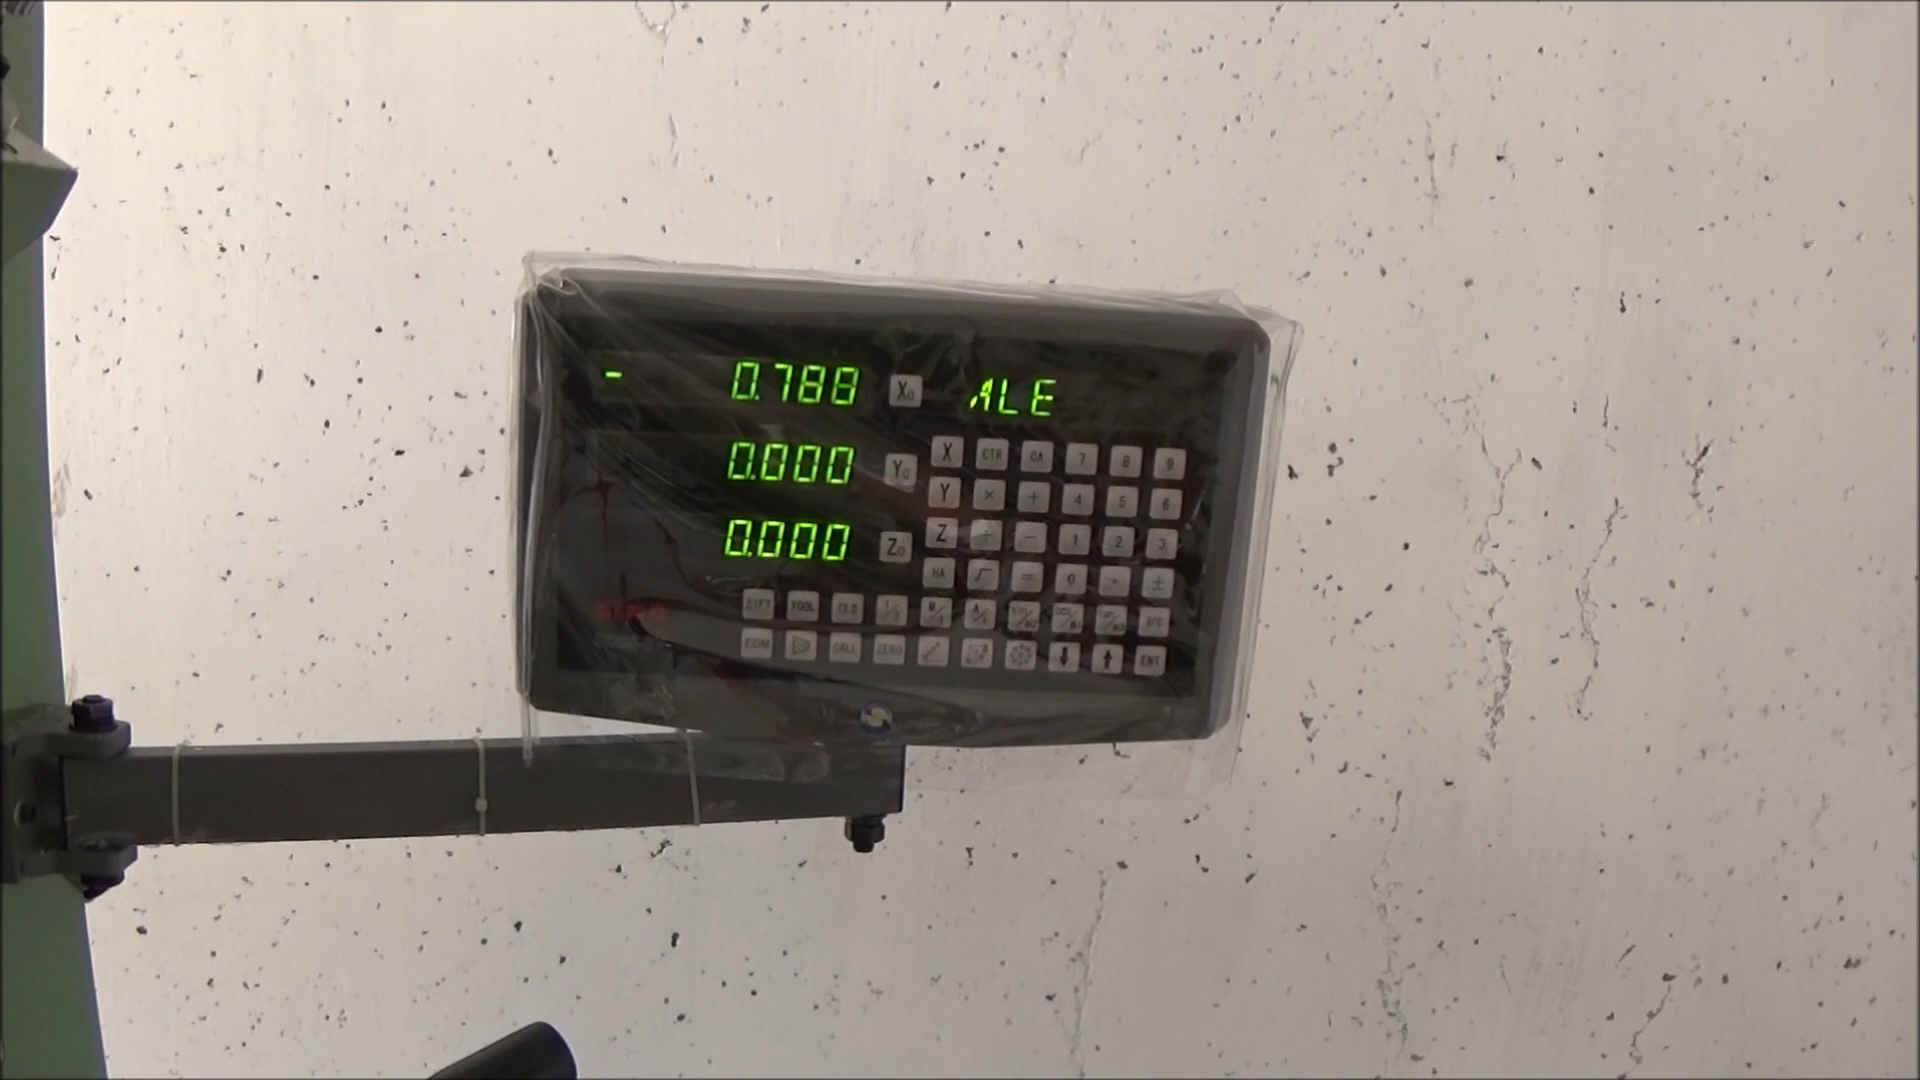 - 0.788 X₀ ALE
0.000 Y₀
0.000 Z₀
X CTR CA 7 8 9
Y × + 4 5 6
Z ÷ − 1 2 3
HA √ = 0 · ±
TOOL CLS
EDM CALL ZERO ⬇ ⬆ ENT